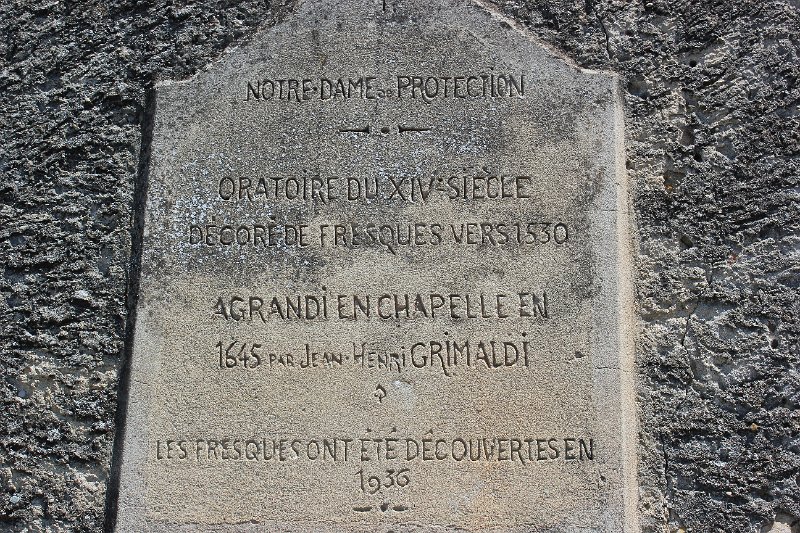 NOTRE·DAME DE PROTECTION
ORATOIRE DU XIVE SIÈCLE
DÉCORÉ DE FRESQUES VERS 1530
AGRANDI EN CHAPELLE EN
1645 PAR JEAN·HENRI GRIMALDI
LES FRESQUES ONT ÉTÉ DÉCOUVERTES EN
1936